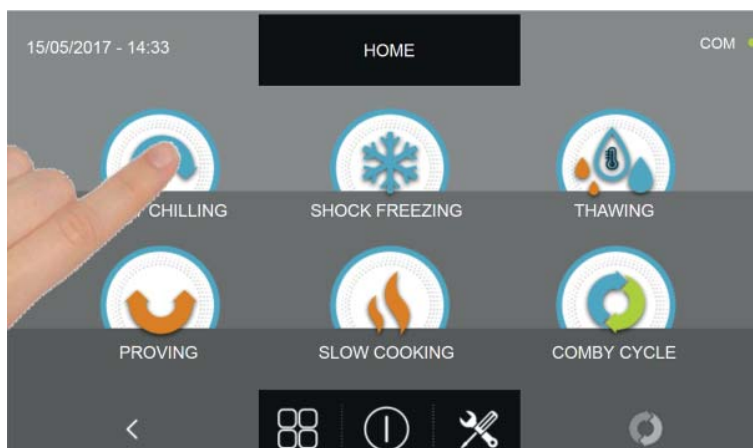 15/05/2017 - 14:33
HOME
COM
CHILLING
SHOCK FREEZING
THAWING
PROVING
SLOW COOKING
COMBY CYCLE